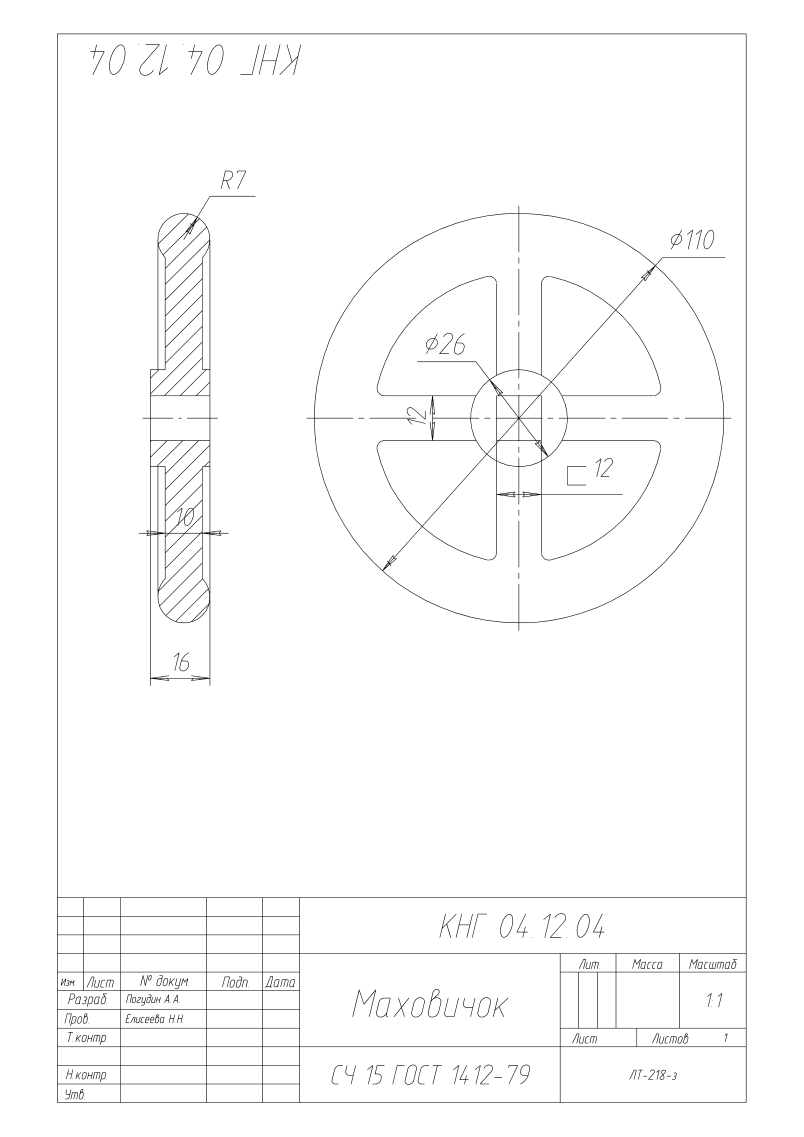 КНГ 04.12.04
R7
⌀110
⌀26
12
□ 12
10
16
КНГ 04.12.04
Лит. Масса Масштаб
Изм. Лист № докум. Подп. Дата
Маховичок
1:1
Разраб. Погудин А.А.
Пров. Елисеева Н.Н.
Т.контр.
Лист Листов 1
Н.контр.
СЧ 15 ГОСТ 1412-79
ЛТ-218-з
Утв.